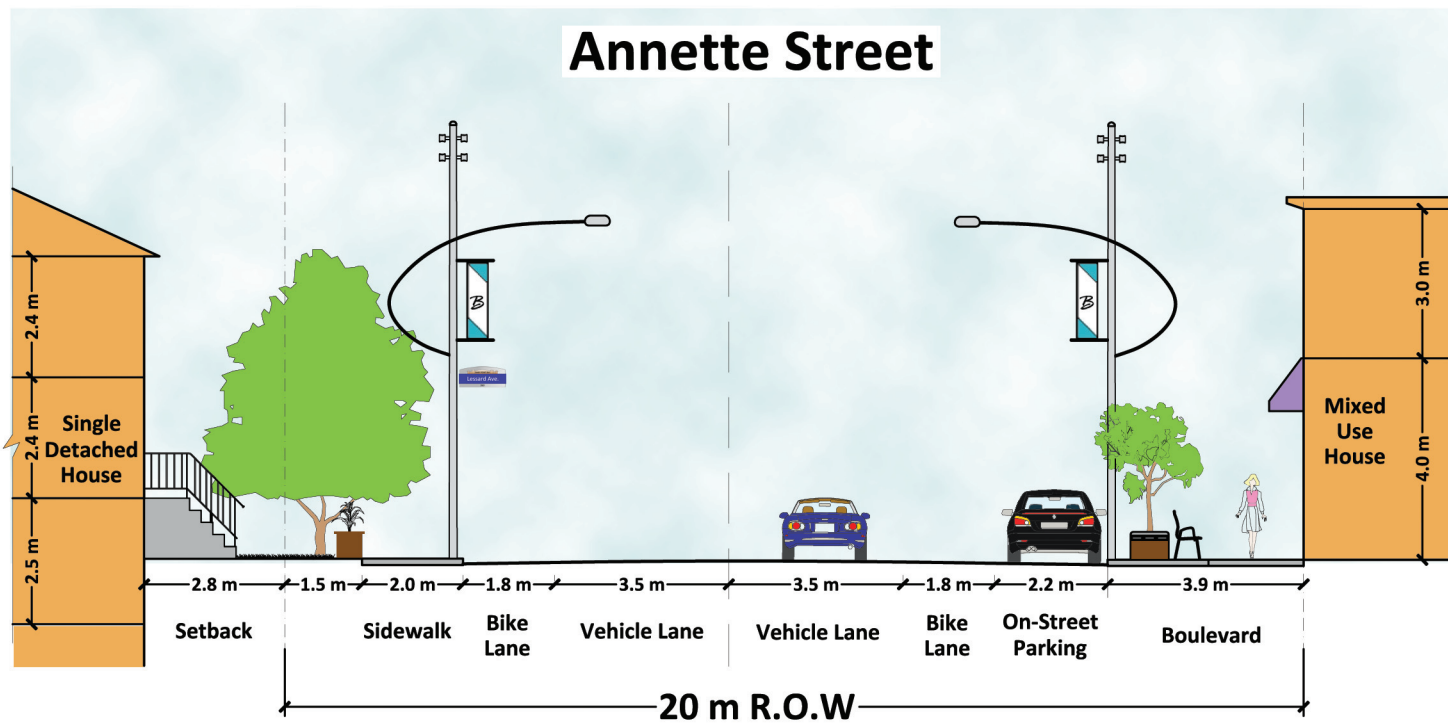 Annette Street
B
B
Lessard Ave.
2.4 m
2.4 m
2.5 m
Single
Detached
House
3.0 m
4.0 m
Mixed
Use
House
2.8 m
1.5 m
2.0 m
1.8 m
3.5 m
3.5 m
1.8 m
2.2 m
3.9 m
Setback
Sidewalk
Bike
Lane
Vehicle Lane
Vehicle Lane
Bike
Lane
On-Street
Parking
Boulevard
20 m R.O.W